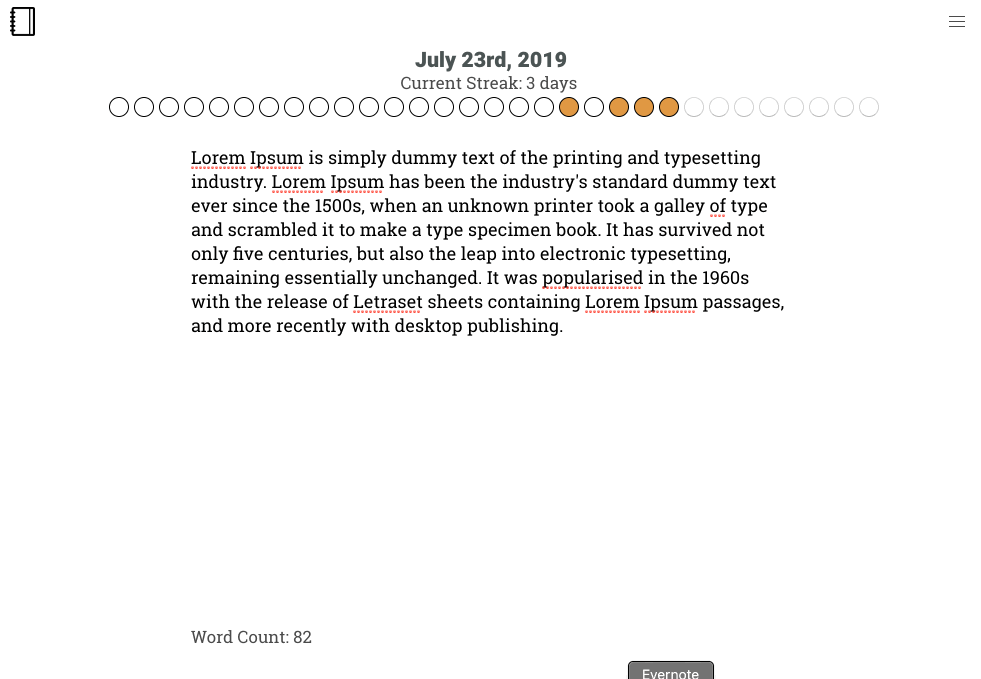 July 23rd, 2019
Current Streak: 3 days
Lorem Ipsum is simply dummy text of the printing and typesetting
industry. Lorem Ipsum has been the industry's standard dummy text
ever since the 1500s, when an unknown printer took a galley of type
and scrambled it to make a type specimen book. It has survived not
only five centuries, but also the leap into electronic typesetting,
remaining essentially unchanged. It was popularised in the 1960s
with the release of Letraset sheets containing Lorem Ipsum passages,
and more recently with desktop publishing.
Word Count: 82
Evernote